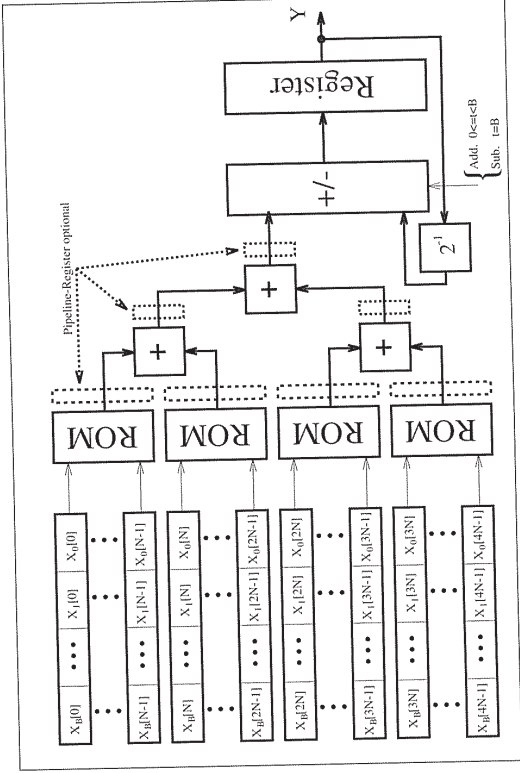 Y
Register
Add. 0<=t<B
Sub. t=B
+/-
2⁻¹
Pipeline-Register optional
+
+
+
ROM
ROM
ROM
ROM
X_B[0] ••• X_1[0] X_0[0]
X_B[N−1] ••• X_1[N−1] X_0[N−1]
X_B[N] ••• X_1[N] X_0[N]
X_B[2N−1] ••• X_1[2N−1] X_0[2N−1]
X_B[2N] ••• X_1[2N] X_0[2N]
X_B[3N−1] ••• X_1[3N−1] X_0[3N−1]
X_B[3N] ••• X_1[3N] X_0[3N]
X_B[4N−1] ••• X_1[4N−1] X_0[4N−1]